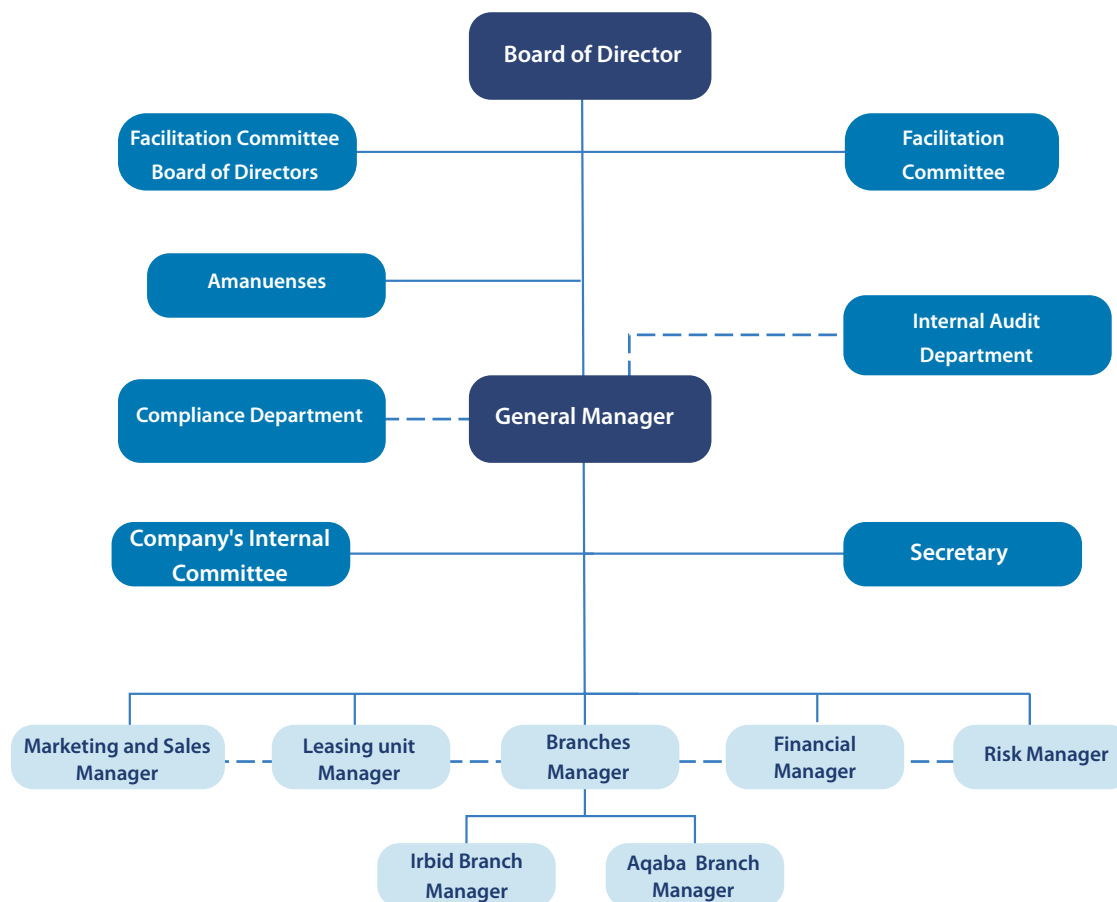 Board of Director
Facilitation Committee
Board of Directors
Facilitation
Committee
Amanuenses
Internal Audit
Department
Compliance Department
General Manager
Company's Internal
Committee
Secretary
Marketing and Sales
Manager
Leasing unit
Manager
Branches
Manager
Financial
Manager
Risk Manager
Irbid Branch
Manager
Aqaba Branch
Manager